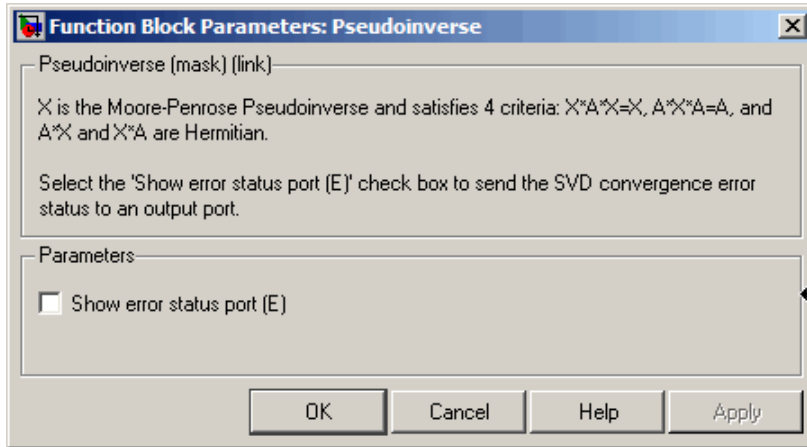 Function Block Parameters: Pseudoinverse
Pseudoinverse (mask) (link)
X is the Moore-Penrose Pseudoinverse and satisfies 4 criteria: X*A*X=X, A*X*A=A, and
A*X and X*A are Hermitian.
Select the 'Show error status port (E)' check box to send the SVD convergence error
status to an output port.
Parameters
Show error status port (E)
OK Cancel Help Apply